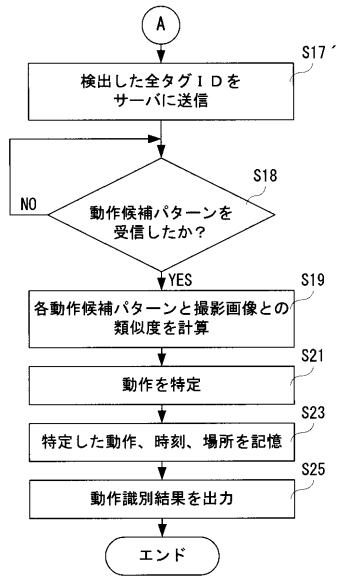 A
S17´
検出した全タグIDを
サーバに送信
S18
NO
動作候補パターンを
受信したか?
YES
S19
各動作候補パターンと撮影画像との
類似度を計算
S21
動作を特定
S23
特定した動作、時刻、場所を記憶
S25
動作識別結果を出力
エンド